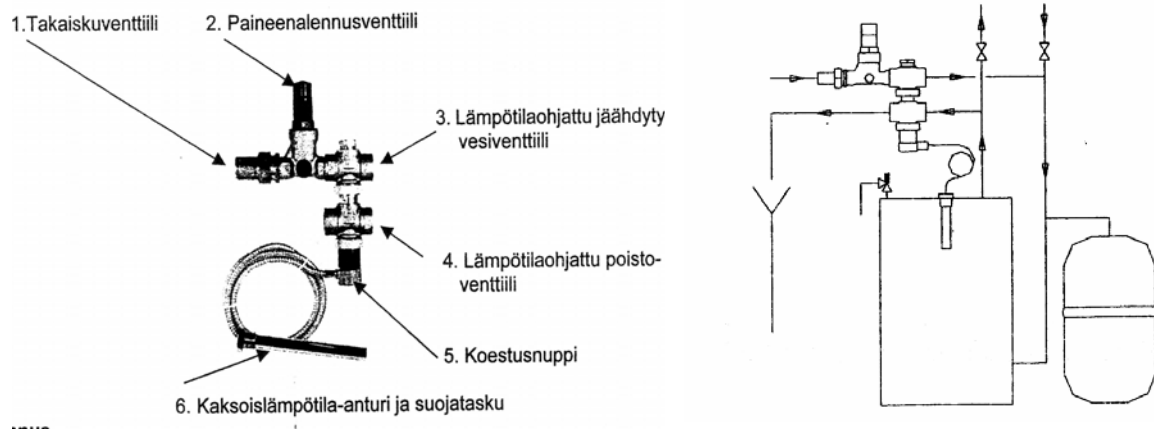 1.Takaiskuventtiili
2. Paineenalennusventtiili
3. Lämpötilaohjattu jäähdyty
vesiventtiili
4. Lämpötilaohjattu poisto-
venttiili
5. Koestusnuppi
6. Kaksoislämpötila-anturi ja suojatasku